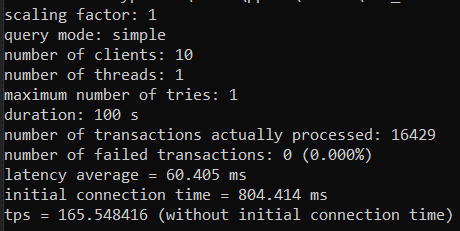 scaling factor: 1
query mode: simple
number of clients: 10
number of threads: 1
maximum number of tries: 1
duration: 100 s
number of transactions actually processed: 16429
number of failed transactions: 0 (0.000%)
latency average = 60.405 ms
initial connection time = 804.414 ms
tps = 165.548416 (without initial connection time)